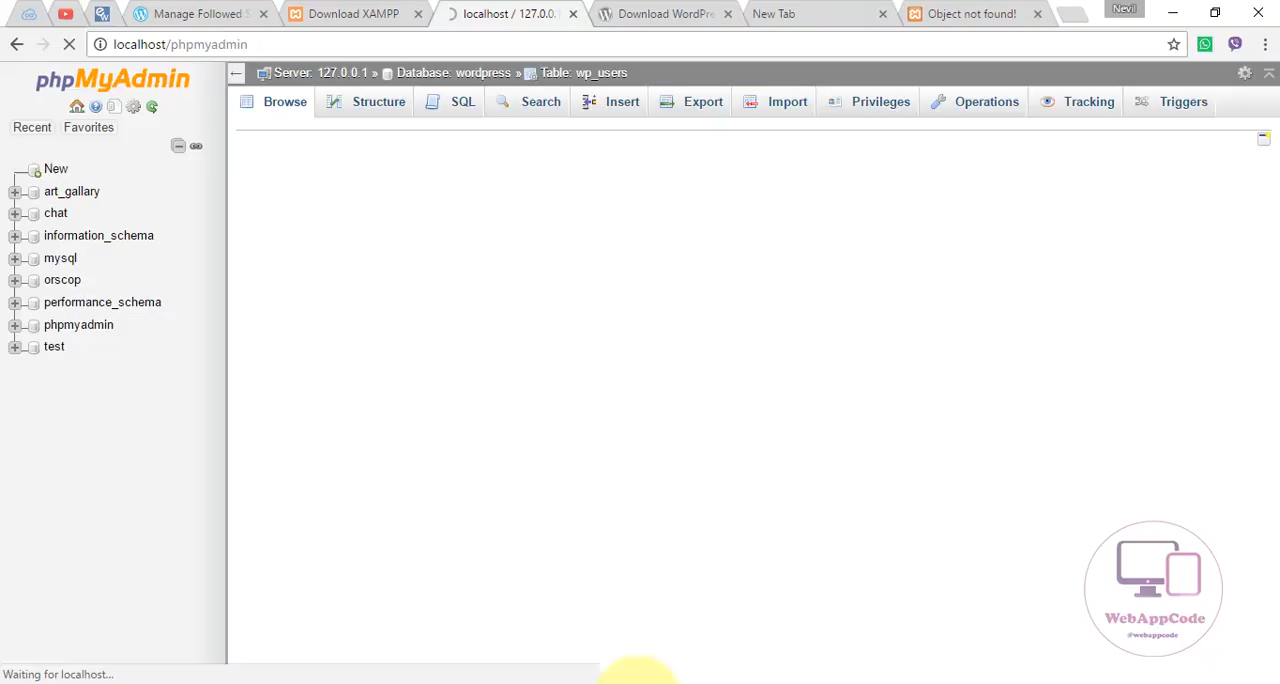 Manage Followed S
Download XAMPP
localhost / 127.0.0.
Download WordPre
New Tab
Object not found!
Nevil
localhost/phpmyadmin
phpMyAdmin
Server: 127.0.0.1 » Database: wordpress » Table: wp_users
Browse Structure SQL Search Insert Export Import Privileges Operations Tracking Triggers
Recent Favorites
New
art_gallary
chat
information_schema
mysql
orscop
performance_schema
phpmyadmin
test
WebAppCode
@webappcode
Waiting for localhost...